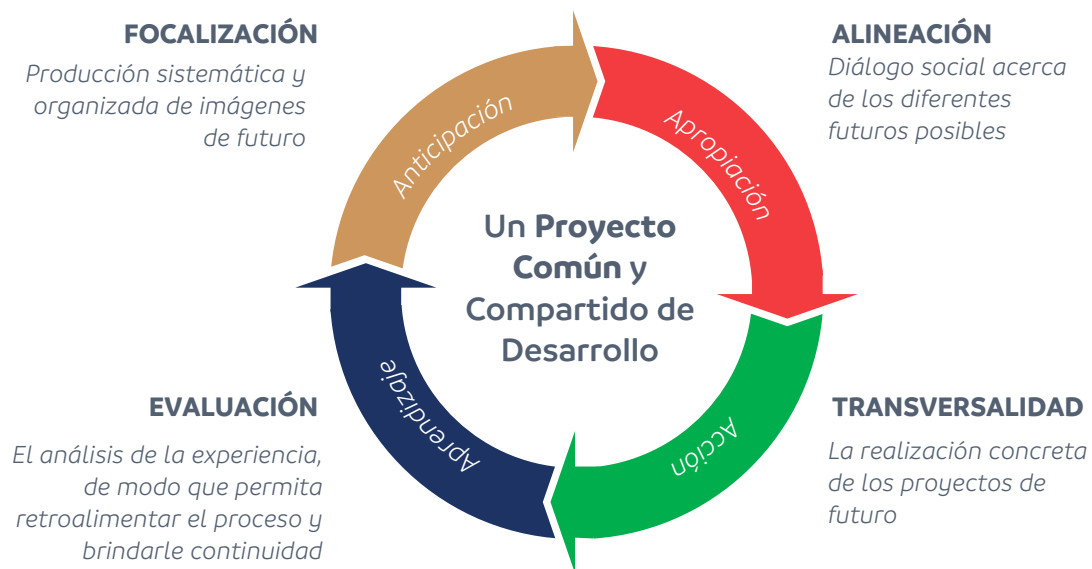 FOCALIZACIÓN
Producción sistemática y
organizada de imágenes
de futuro
ALINEACIÓN
Diálogo social acerca
de los diferentes
futuros posibles
Anticipación
Apropiación
Un Proyecto
Común y
Compartido de
Desarrollo
Aprendizaje
Acción
EVALUACIÓN
El análisis de la experiencia,
de modo que permita
retroalimentar el proceso y
brindarle continuidad
TRANSVERSALIDAD
La realización concreta
de los proyectos de
futuro